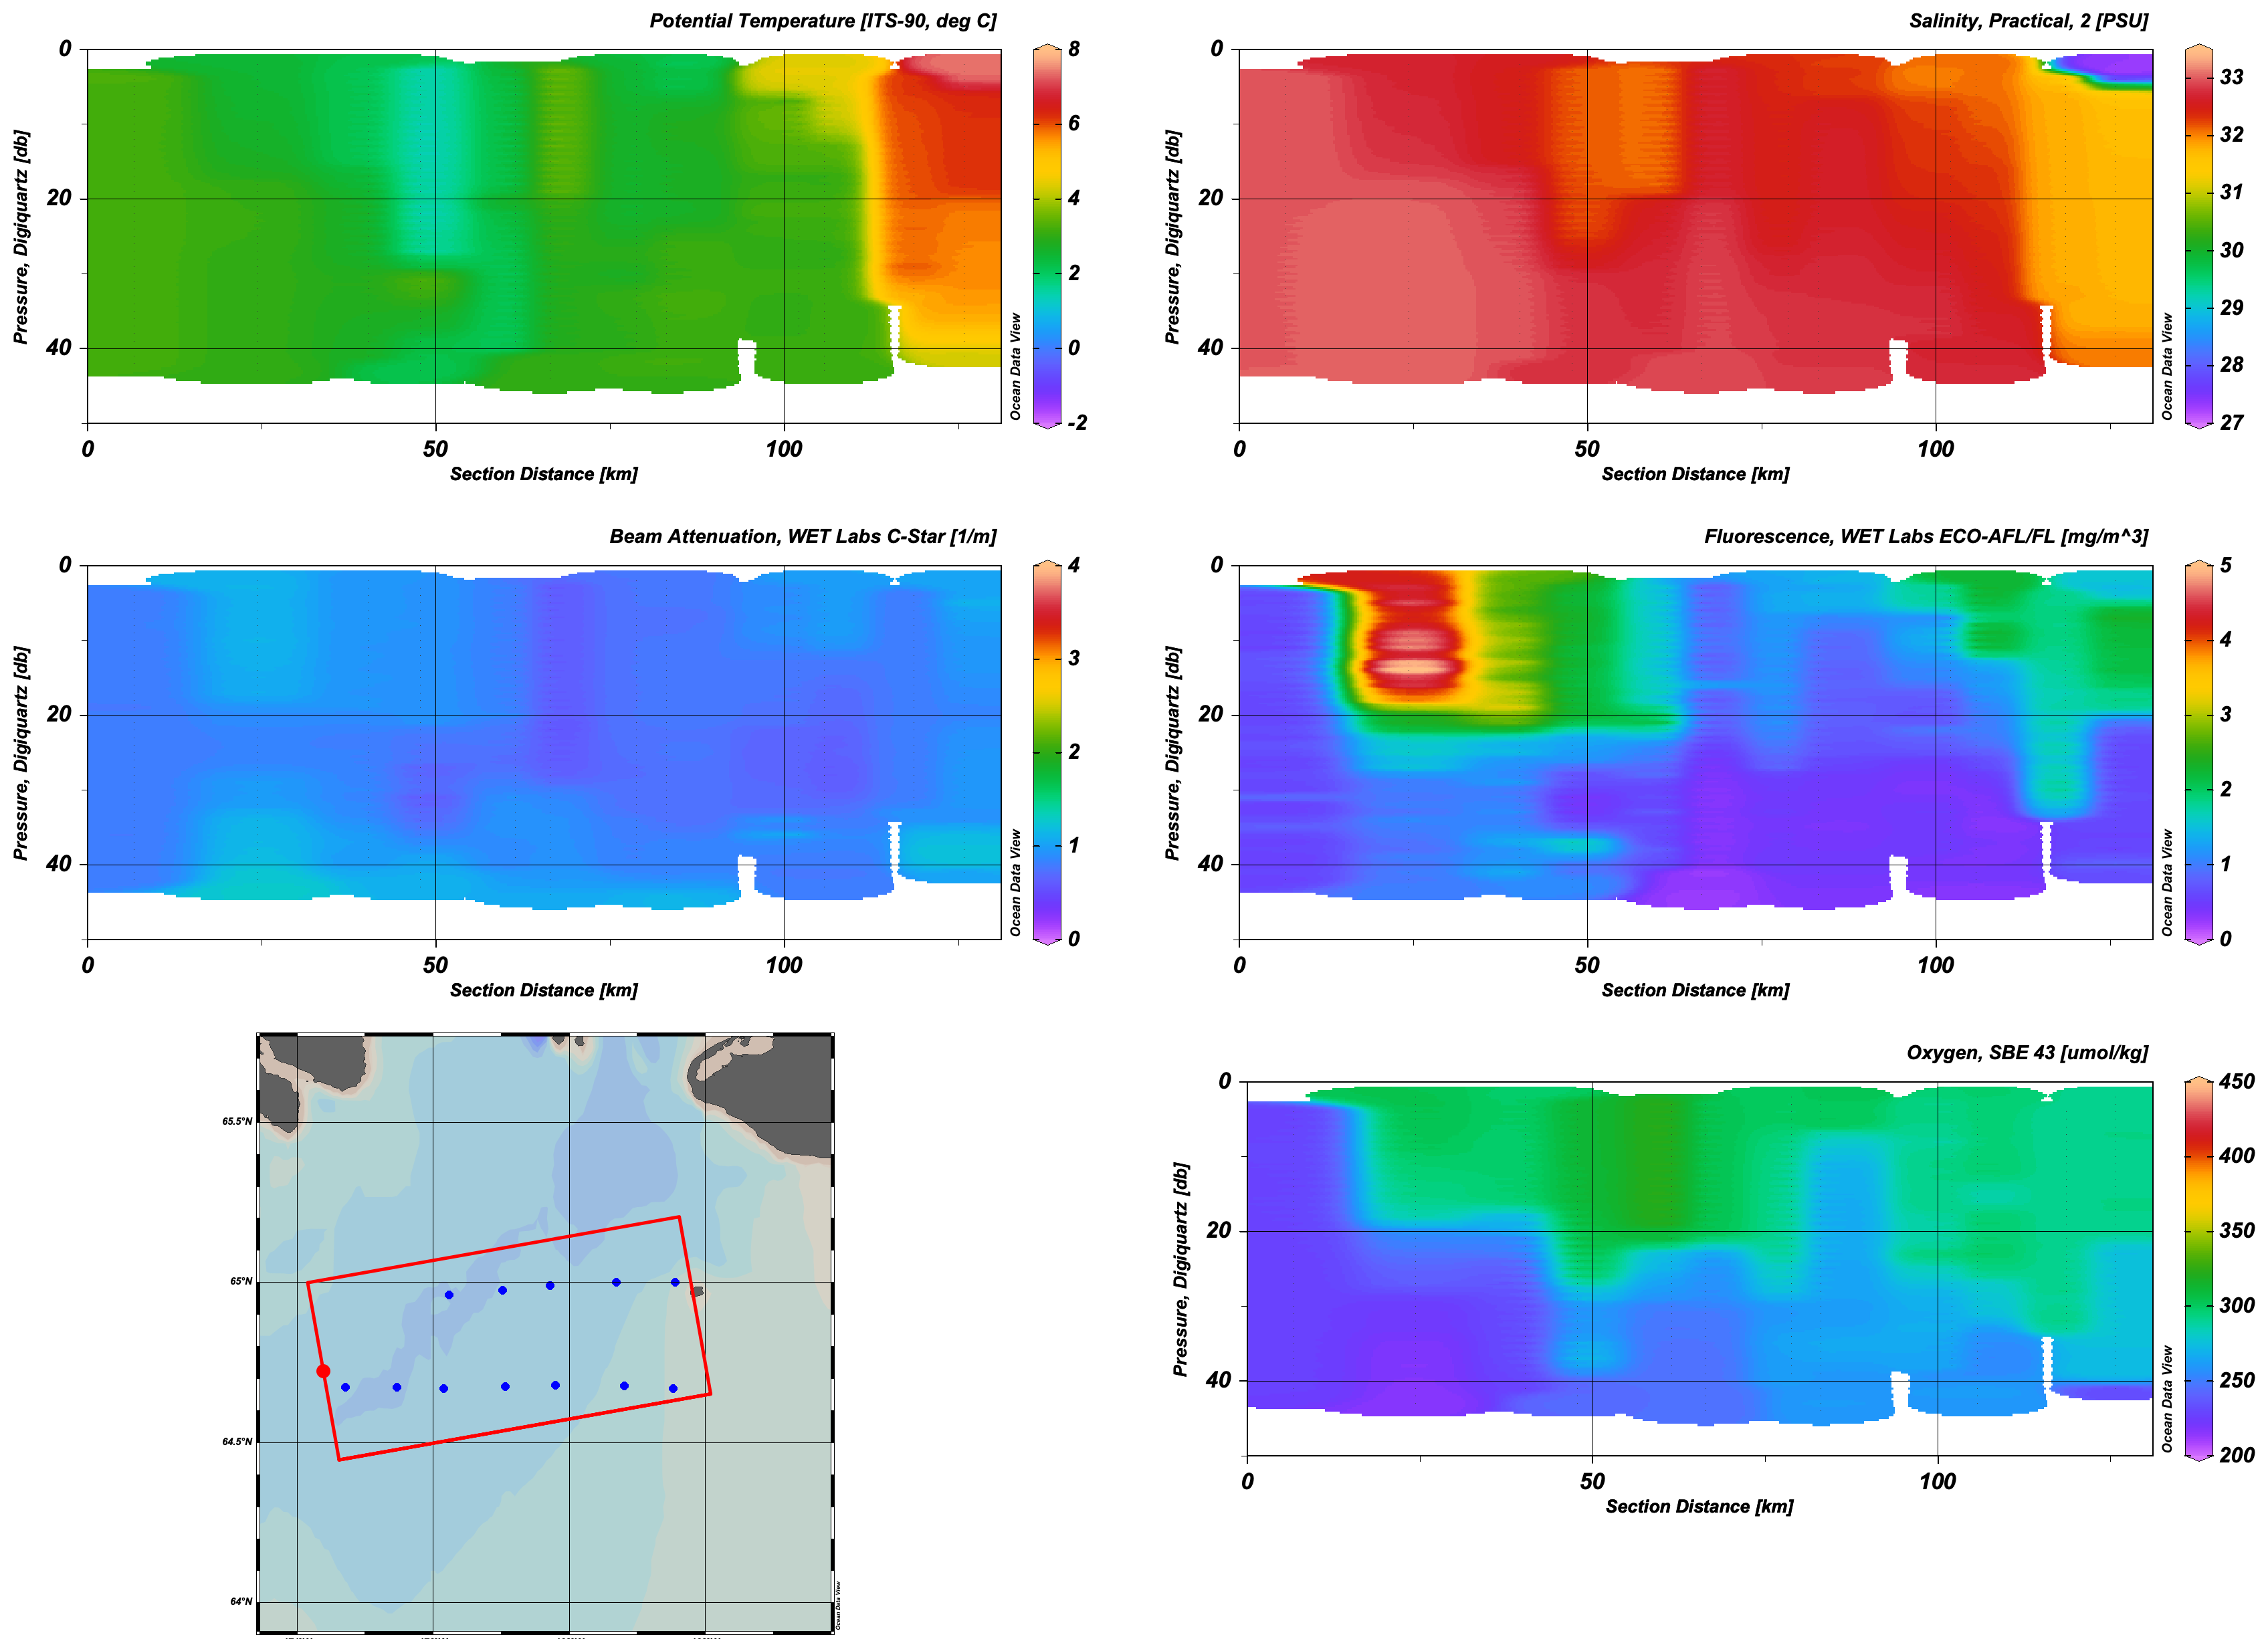 Potential Temperature [ITS-90, deg C]
0
20
40
Pressure, Digiquartz [db]
0
50
100
Section Distance [km]
8
6
4
2
0
-2
Ocean Data View
Salinity, Practical, 2 [PSU]
0
20
40
Pressure, Digiquartz [db]
0
50
100
Section Distance [km]
33
32
31
30
29
28
27
Ocean Data View
Beam Attenuation, WET Labs C-Star [1/m]
0
20
40
Pressure, Digiquartz [db]
0
50
100
Section Distance [km]
4
3
2
1
0
Ocean Data View
Fluorescence, WET Labs ECO-AFL/FL [mg/m^3]
0
20
40
Pressure, Digiquartz [db]
0
50
100
Section Distance [km]
5
4
3
2
1
0
Ocean Data View
65.5°N
65°N
64.5°N
64°N
Ocean Data View
Oxygen, SBE 43 [umol/kg]
0
20
40
Pressure, Digiquartz [db]
0
50
100
Section Distance [km]
450
400
350
300
250
200
Ocean Data View